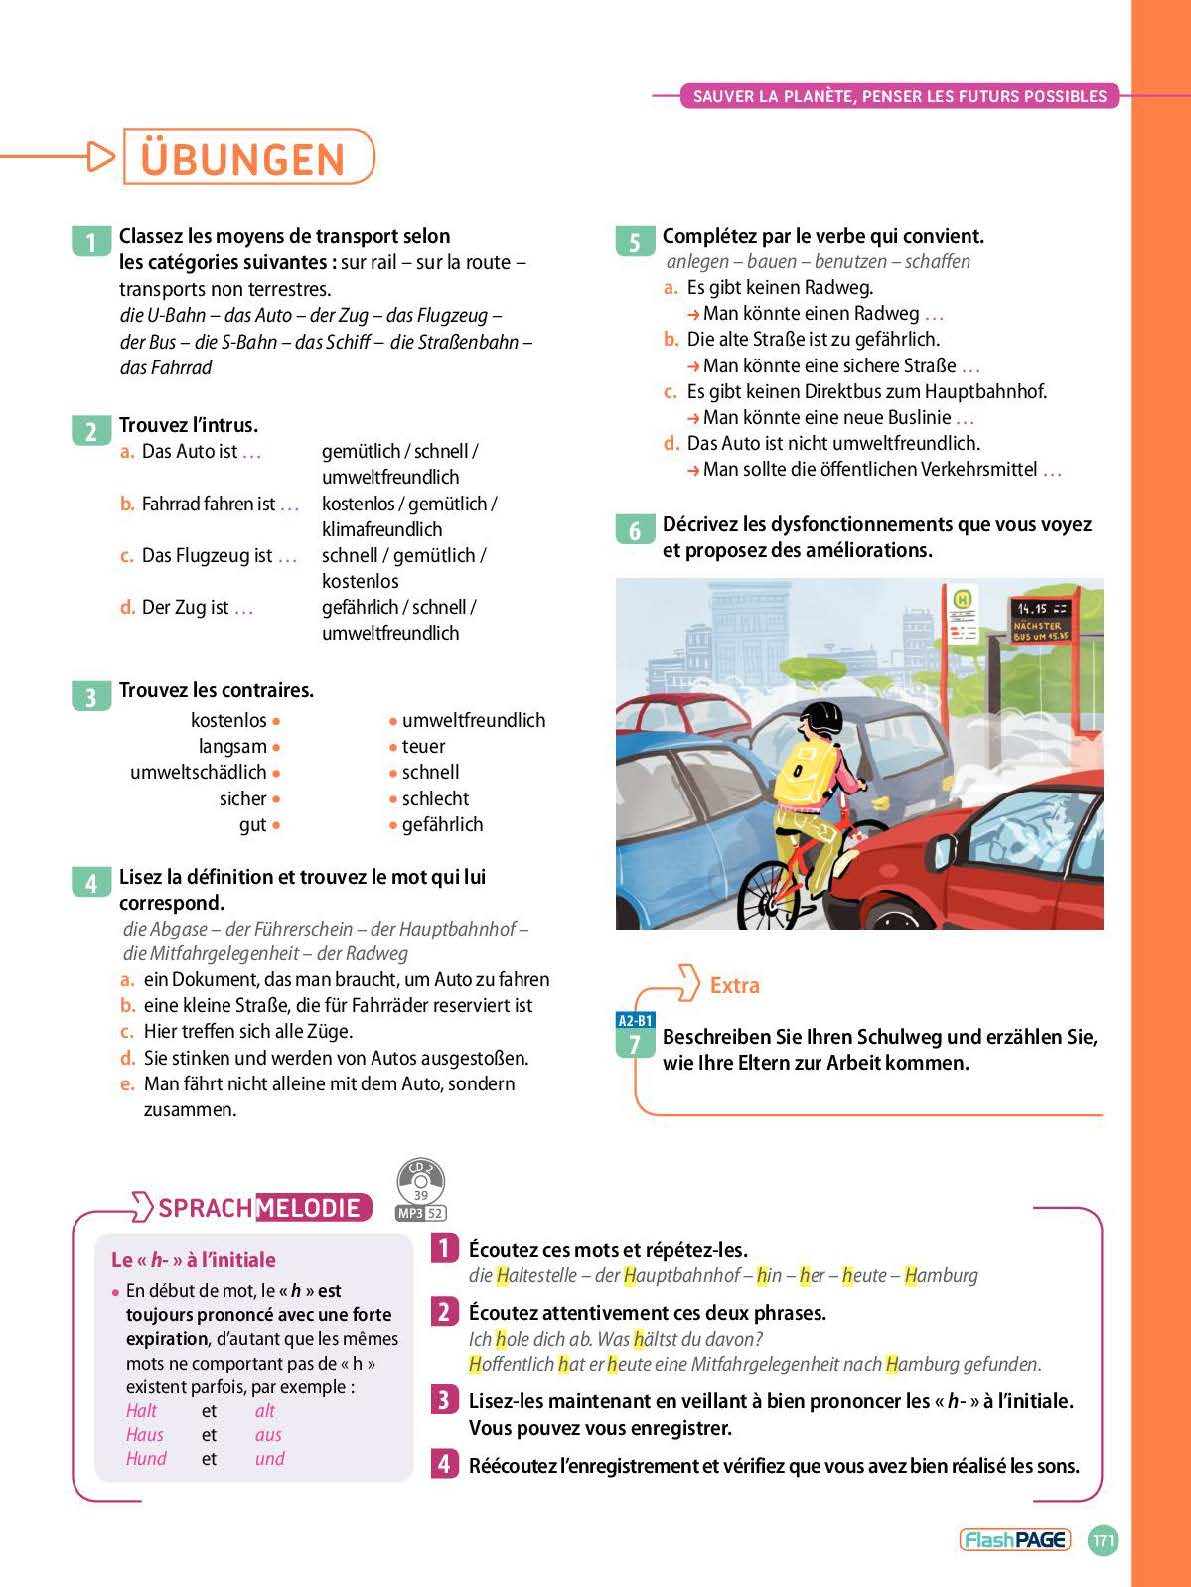 SAUVER LA PLANÈTE, PENSER LES FUTURS POSSIBLES
ÜBUNGEN
1 Classez les moyens de transport selon
les catégories suivantes : sur rail – sur la route –
transports non terrestres.
die U-Bahn – das Auto – der Zug – das Flugzeug –
der Bus – die S-Bahn – das Schiff – die Straßenbahn –
das Fahrrad
2 Trouvez l'intrus.
a. Das Auto ist ... gemütlich / schnell /
umweltfreundlich
b. Fahrrad fahren ist ... kostenlos / gemütlich /
klimafreundlich
c. Das Flugzeug ist ... schnell / gemütlich /
kostenlos
d. Der Zug ist ... gefährlich / schnell /
umweltfreundlich
3 Trouvez les contraires.
kostenlos • • umweltfreundlich
langsam • • teuer
umweltschädlich • • schnell
sicher • • schlecht
gut • • gefährlich
4 Lisez la définition et trouvez le mot qui lui
correspond.
die Abgase – der Führerschein – der Hauptbahnhof –
die Mitfahrgelegenheit – der Radweg
a. ein Dokument, das man braucht, um Auto zu fahren
b. eine kleine Straße, die für Fahrräder reserviert ist
c. Hier treffen sich alle Züge.
d. Sie stinken und werden von Autos ausgestoßen.
e. Man fährt nicht alleine mit dem Auto, sondern
zusammen.
5 Complétez par le verbe qui convient.
anlegen – bauen – benutzen – schaffen
a. Es gibt keinen Radweg.
→ Man könnte einen Radweg ...
b. Die alte Straße ist zu gefährlich.
→ Man könnte eine sichere Straße ...
c. Es gibt keinen Direktbus zum Hauptbahnhof.
→ Man könnte eine neue Buslinie ...
d. Das Auto ist nicht umweltfreundlich.
→ Man sollte die öffentlichen Verkehrsmittel ...
6 Décrivez les dysfonctionnements que vous voyez
et proposez des améliorations.
H
14.15
NÄCHSTER
BUS UM 15.35
Extra
A2-B1
7 Beschreiben Sie Ihren Schulweg und erzählen Sie,
wie Ihre Eltern zur Arbeit kommen.
SPRACHMELODIE
CD 2
39
MP3 52
Le « h- » à l'initiale
• En début de mot, le « h » est
toujours prononcé avec une forte
expiration, d'autant que les mêmes
mots ne comportant pas de « h »
existent parfois, par exemple :
Halt et alt
Haus et aus
Hund et und
1 Écoutez ces mots et répétez-les.
die Haltestelle – der Hauptbahnhof – hin – her – heute – Hamburg
2 Écoutez attentivement ces deux phrases.
Ich hole dich ab. Was hältst du davon?
Hoffentlich hat er heute eine Mitfahrgelegenheit nach Hamburg gefunden.
3 Lisez-les maintenant en veillant à bien prononcer les « h- » à l'initiale.
Vous pouvez vous enregistrer.
4 Réécoutez l'enregistrement et vérifiez que vous avez bien réalisé les sons.
FlashPAGE
171